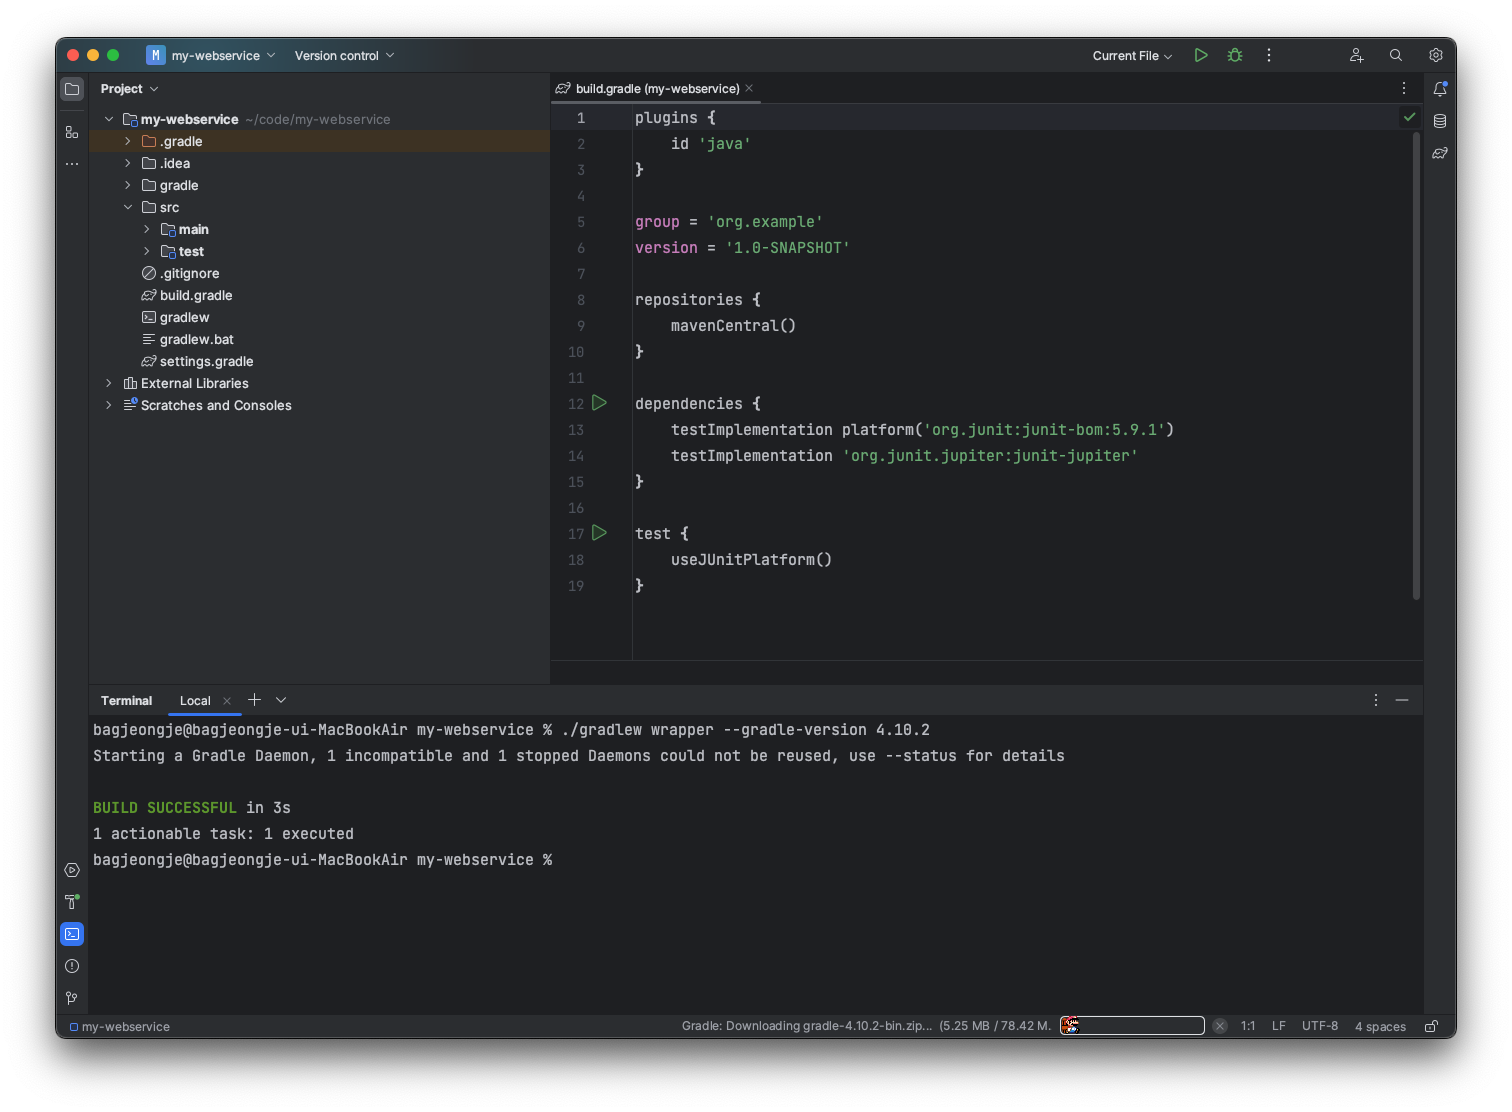 M my-webservice Version control Current File
Project
my-webservice ~/code/my-webservice
.gradle
.idea
gradle
src
main
test
.gitignore
build.gradle
gradlew
gradlew.bat
settings.gradle
External Libraries
Scratches and Consoles
build.gradle (my-webservice)
1 plugins {
2 id 'java'
3 }
4
5 group = 'org.example'
6 version = '1.0-SNAPSHOT'
7
8 repositories {
9 mavenCentral()
10 }
11
12 dependencies {
13 testImplementation platform('org.junit:junit-bom:5.9.1')
14 testImplementation 'org.junit.jupiter:junit-jupiter'
15 }
16
17 test {
18 useJUnitPlatform()
19 }
Terminal Local
bagjeongje@bagjeongje-ui-MacBookAir my-webservice % ./gradlew wrapper --gradle-version 4.10.2
Starting a Gradle Daemon, 1 incompatible and 1 stopped Daemons could not be reused, use --status for details
BUILD SUCCESSFUL in 3s
1 actionable task: 1 executed
bagjeongje@bagjeongje-ui-MacBookAir my-webservice %
my-webservice Gradle: Downloading gradle-4.10.2-bin.zip... (5.25 MB / 78.42 M. 1:1 LF UTF-8 4 spaces